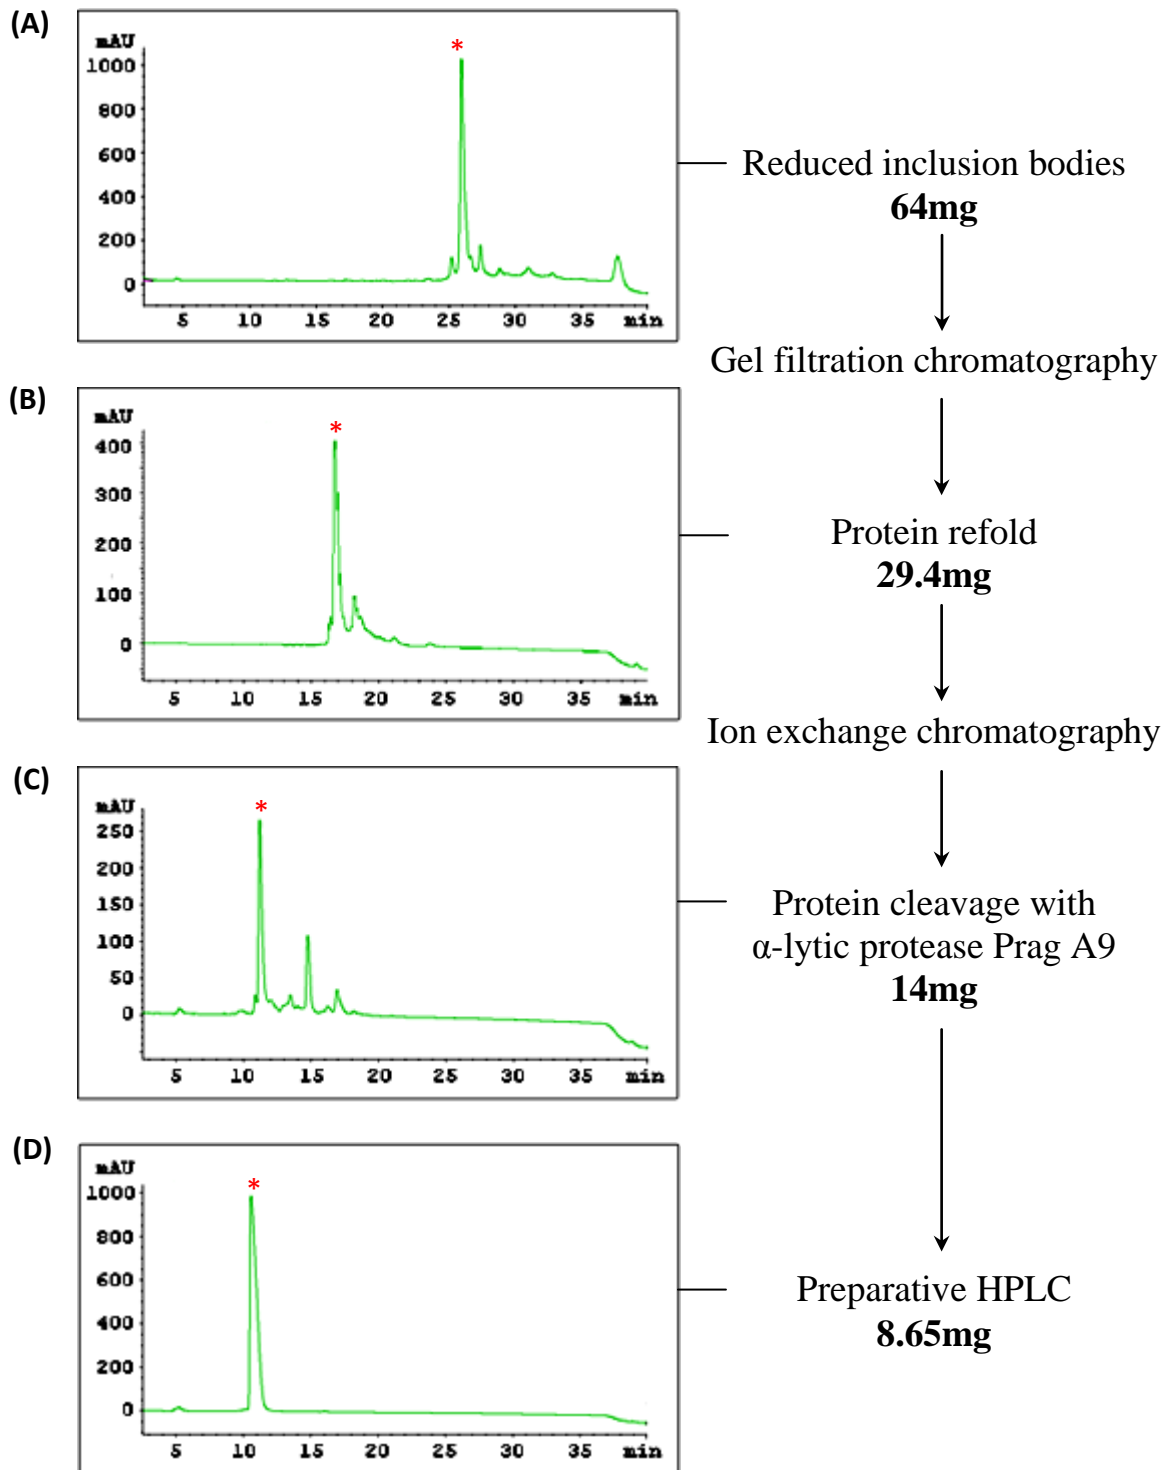 (A)
mAU
1000
800
600
400
200
0
5 10 15 20 25 30 35 min
*
Reduced inclusion bodies
64mg
Gel filtration chromatography
(B)
mAU
400
300
200
100
0
5 10 15 20 25 30 35 min
*
Protein refold
29.4mg
Ion exchange chromatography
(C)
mAU
250
200
150
100
50
0
5 10 15 20 25 30 35 min
*
Protein cleavage with
α-lytic protease Prag A9
14mg
(D)
mAU
1000
800
600
400
200
0
5 10 15 20 25 30 35 min
*
Preparative HPLC
8.65mg